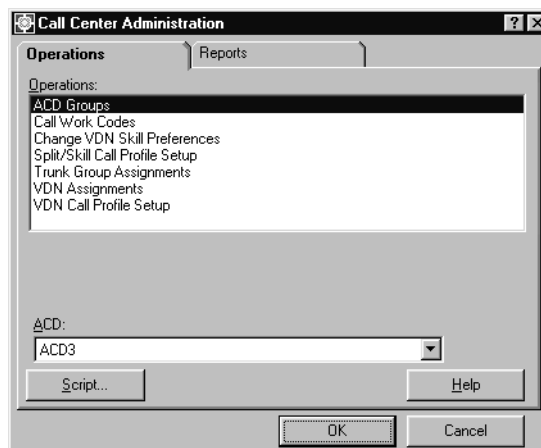 Call Center Administration
Operations
Reports
Operations:
ACD Groups
Call Work Codes
Change VDN Skill Preferences
Split/Skill Call Profile Setup
Trunk Group Assignments
VDN Assignments
VDN Call Profile Setup
ACD:
ACD3
Script...
Help
OK
Cancel